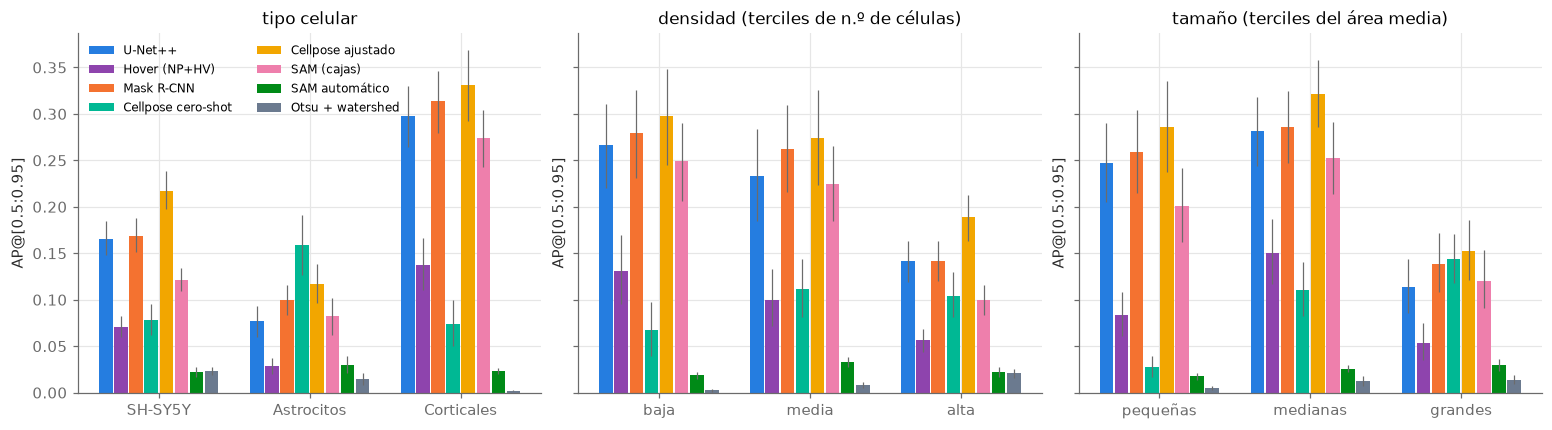 tipo celular
AP@[0.5:0.95]
0.35
0.30
0.25
0.20
0.15
0.10
0.05
0.00
U-Net++
Hover (NP+HV)
Mask R-CNN
Cellpose cero-shot
Cellpose ajustado
SAM (cajas)
SAM automático
Otsu + watershed
SH-SY5Y
Astrocitos
Corticales
densidad (terciles de n.º de células)
AP@[0.5:0.95]
baja
media
alta
tamaño (terciles del área media)
AP@[0.5:0.95]
pequeñas
medianas
grandes